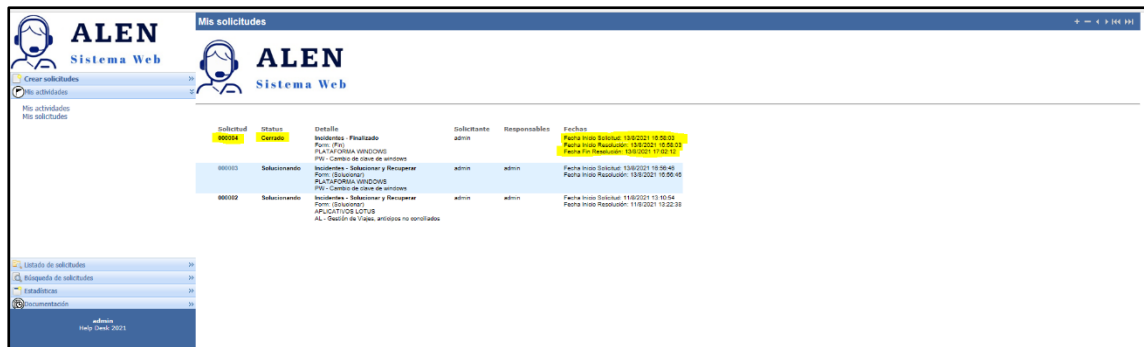 ALEN
Sistema Web
Crear solicitudes
Mis actividades
Mis actividades
Mis solicitudes
Listado de solicitudes
Búsqueda de solicitudes
Estadísticas
Documentación
admin
Help Desk 2021
Mis solicitudes
ALEN
Sistema Web
Solicitud Status Detalle Solicitante Responsables Fechas
000004 Cerrado Incidentes - Finalizado admin Fecha Inicio Solicitud: 13/8/2021 16:58:03
Form: (Fin) Fecha Inicio Resolución: 13/8/2021 16:58:03
PLATAFORMA WINDOWS Fecha Fin Resolución: 13/8/2021 17:02:12
PW - Cambio de clave de windows
000003 Solucionando Incidentes - Solucionar y Recuperar admin admin Fecha Inicio Solicitud: 13/8/2021 16:56:46
Form: (Solucionar) Fecha Inicio Resolución: 13/8/2021 16:56:46
PLATAFORMA WINDOWS
PW - Cambio de clave de windows
000002 Solucionando Incidentes - Solucionar y Recuperar admin admin Fecha Inicio Solicitud: 11/8/2021 13:10:54
Form: (Solucionar) Fecha Inicio Resolución: 11/8/2021 13:22:38
APLICATIVOS LOTUS
AL - Gestión de Viajes, anticipos no conciliados